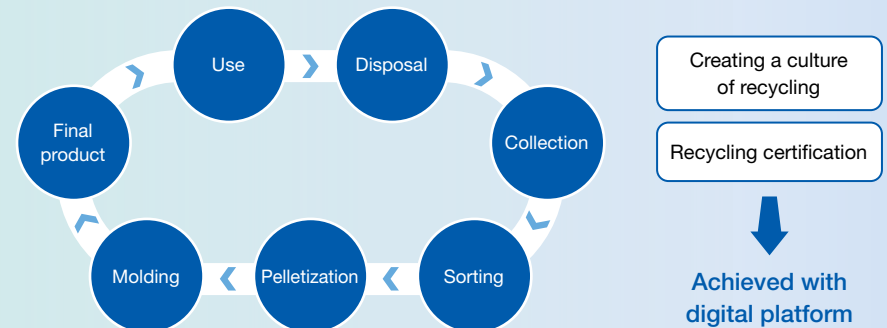 Use
Disposal
Final
product
Collection
Molding
Pelletization
Sorting
Creating a culture
of recycling
Recycling certification
Achieved with
digital platform